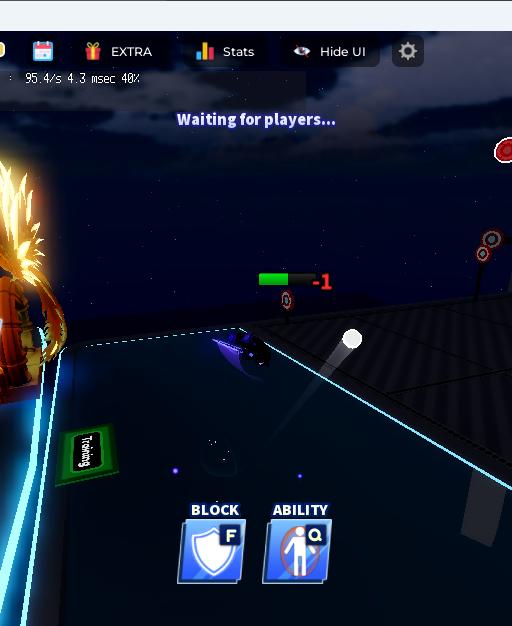 EXTRA
Stats
Hide UI
: 95.4/s 4.3 msec 40%
Waiting for players...
-1
Training
BLOCK
ABILITY
F
Q